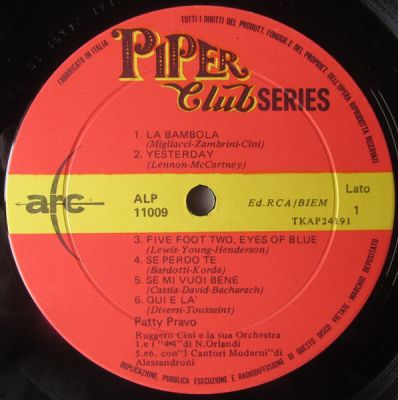 FABBRICATO IN ITALIA.
TUTTI I DIRITTI DEL PRODUTT. FONOGR. E DEL PROPRIET. DELL'OPERA RIPRODOTTA RISERVATI
PIPER
Club SERIES
1. LA BAMBOLA
(Migliacci-Zambrini-Cini)
2. YESTERDAY
(Lennon-McCartney)
arc
ALP
11009
Ed.RCA/BIEM
TKAP24191
Lato
1
3. FIVE FOOT TWO, EYES OF BLUE
(Lewis-Young-Henderson)
4. SE PERDO TE
(Bardotti-Korda)
5. SE MI VUOI BENE
(Cassia-David-Bacharach)
6. QUI E LA'
(Diversi-Toussaint)
Patty Pravo
Ruggero Cini e la sua Orchestra
1.e i "4+4" di N.Orlandi
5.e6. con"I Cantori Moderni"di
Alessandroni
DUPLICAZIONE, PUBBLICA ESECUZIONE E RADIODIFFUSIONE DI QUESTO DISCO VIETATE MARCHIO DEPOSITATO